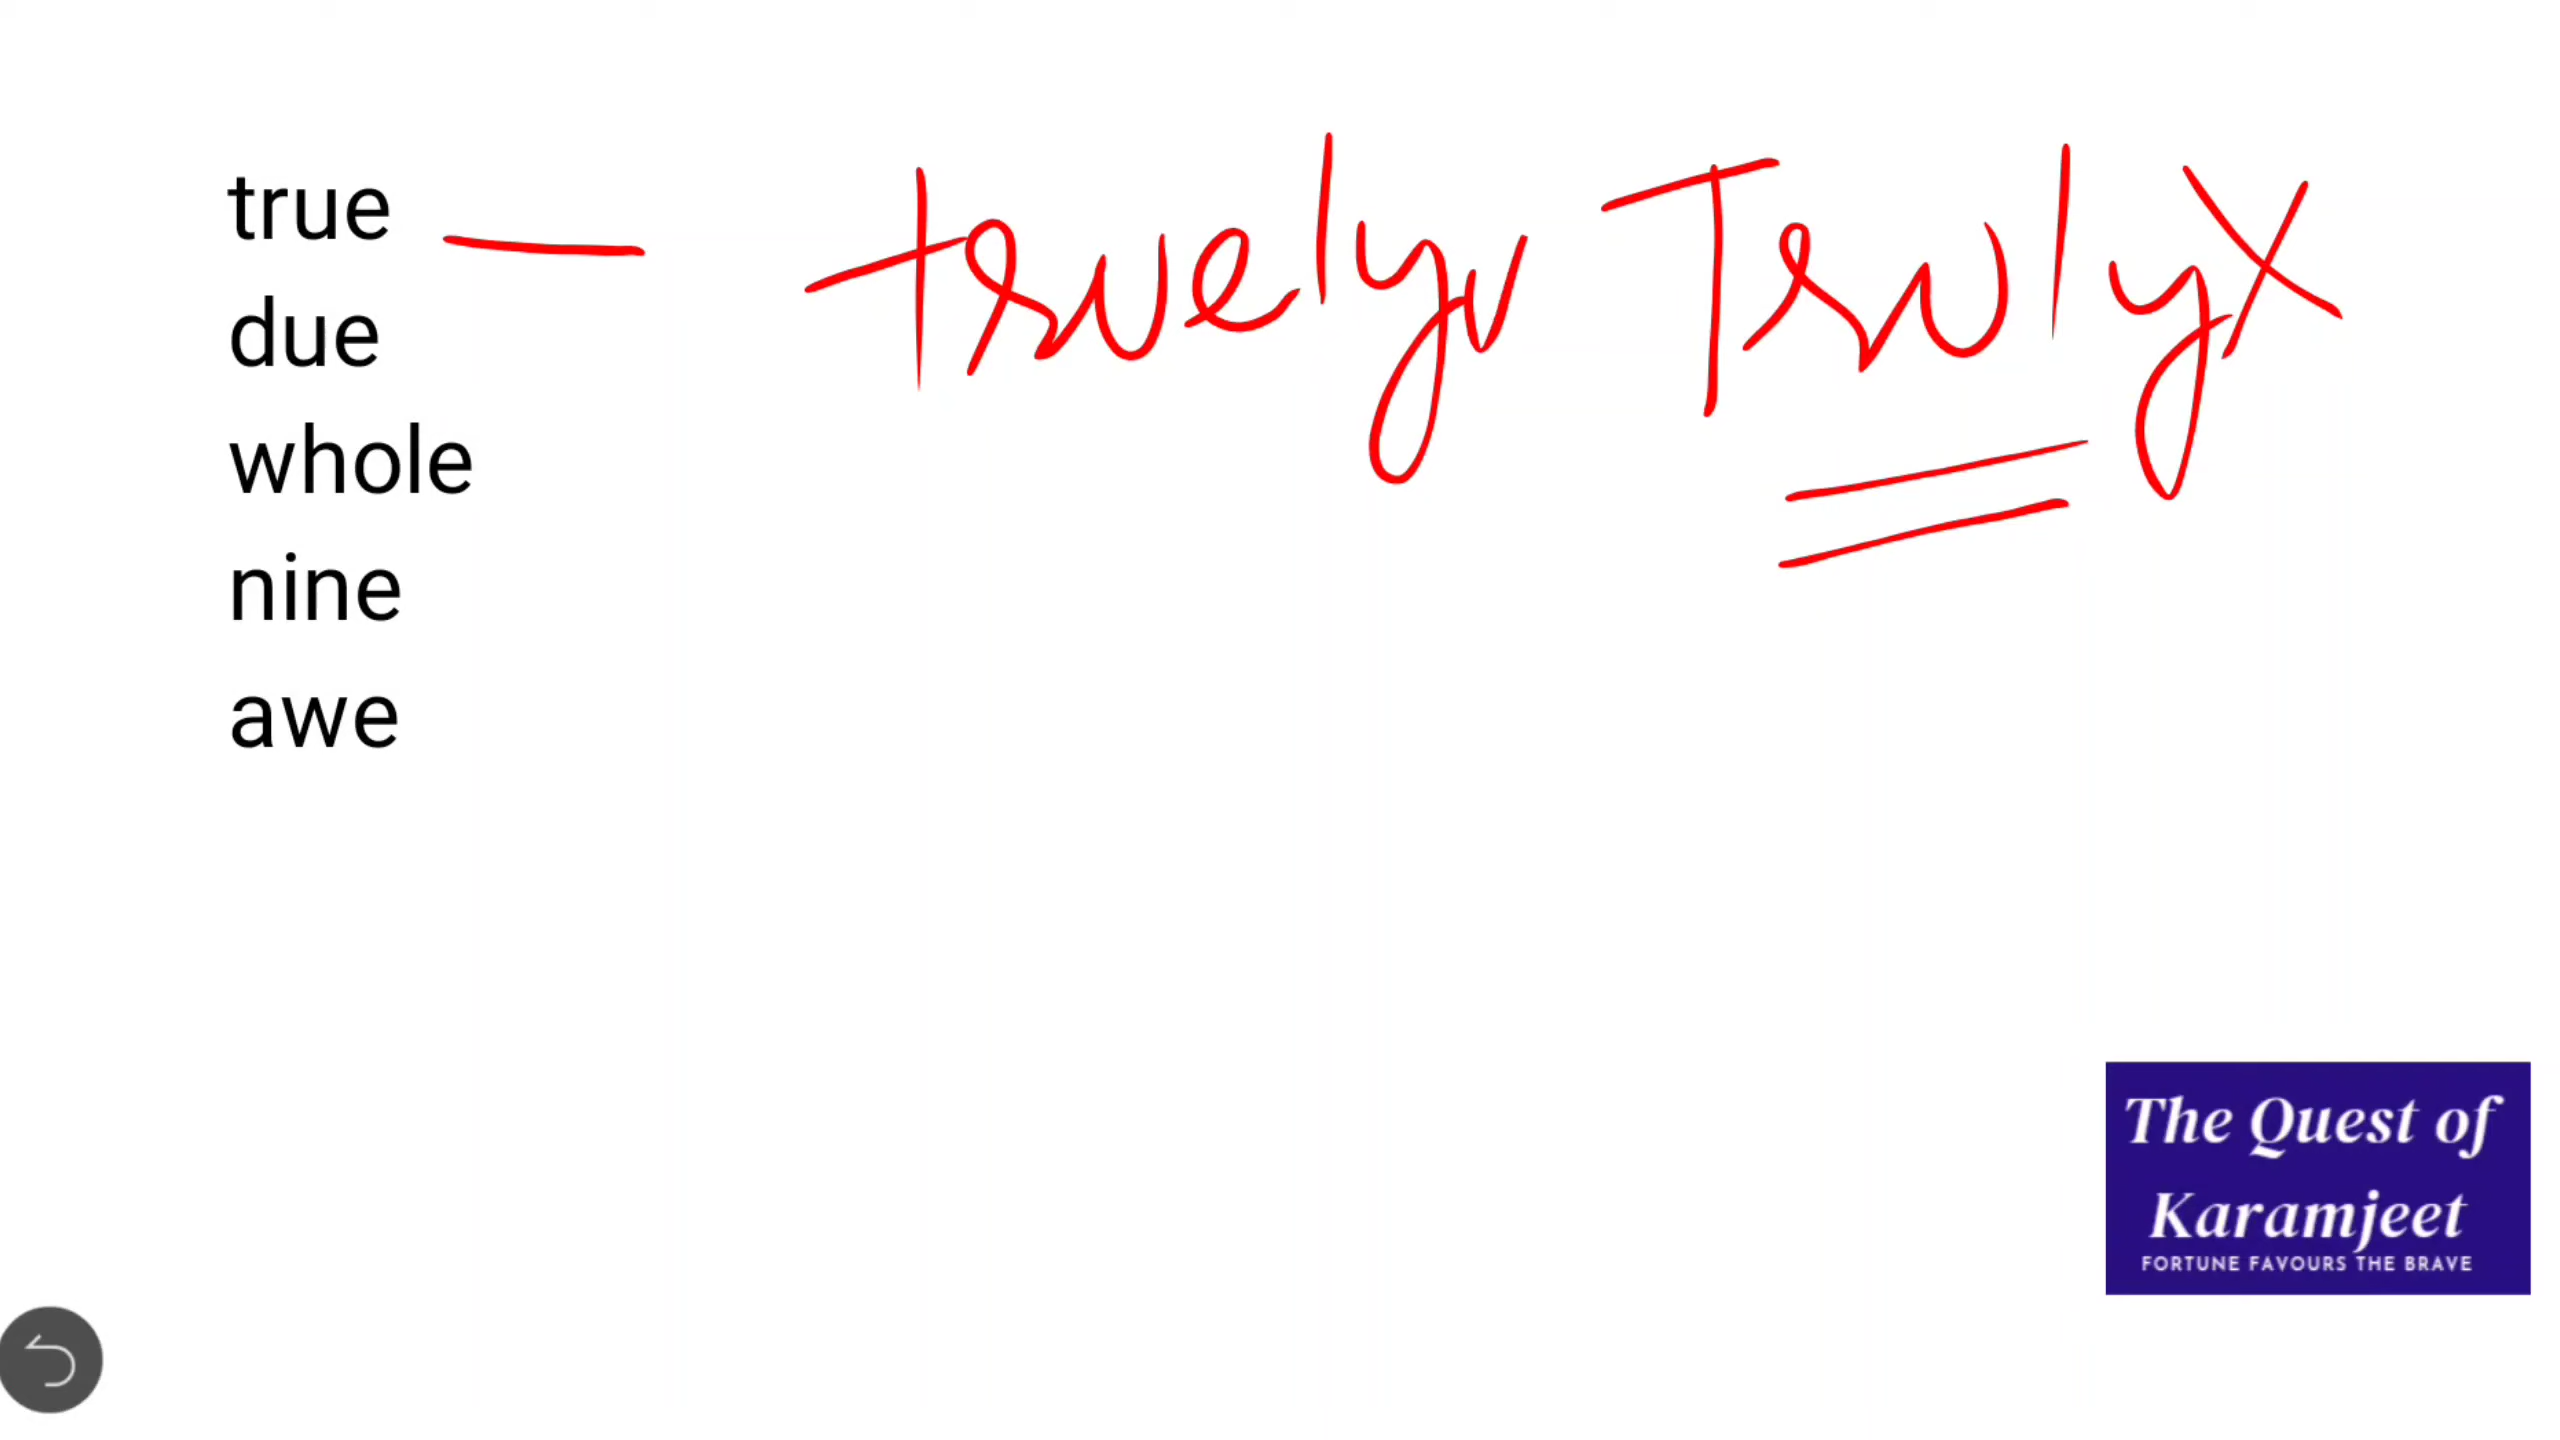 true truely Truly
due
whole
nine
awe
The Quest of
Karamjeet
FORTUNE FAVOURS THE BRAVE